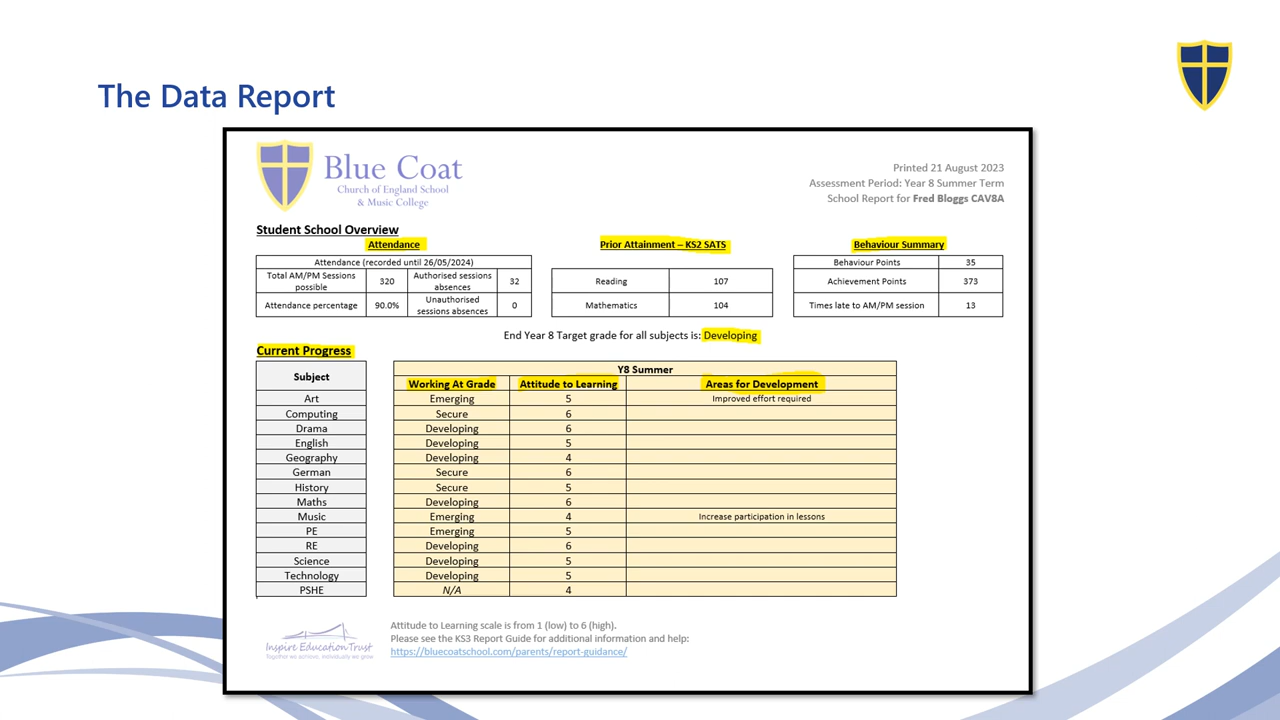 The Data Report
Blue Coat
Church of England School
& Music College
Printed 21 August 2023
Assessment Period: Year 8 Summer Term
School Report for Fred Bloggs CAV8A
Student School Overview
Attendance
Attendance (recorded until 26/05/2024)
Total AM/PM Sessions possible 320 Authorised sessions absences 32
Attendance percentage 90.0% Unauthorised sessions absences 0
Prior Attainment – KS2 SATS
Reading 107
Mathematics 104
Behaviour Summary
Behaviour Points 35
Achievement Points 373
Times late to AM/PM session 13
End Year 8 Target grade for all subjects is: Developing
Current Progress
Y8 Summer
Subject Working At Grade Attitude to Learning Areas for Development
Art Emerging 5 Improved effort required
Computing Secure 6
Drama Developing 6
English Developing 5
Geography Developing 4
German Secure 6
History Secure 5
Maths Developing 6
Music Emerging 4 Increase participation in lessons
PE Emerging 5
RE Developing 6
Science Developing 5
Technology Developing 5
PSHE N/A 4
Inspire Education Trust
Together we achieve, individually we grow
Attitude to Learning scale is from 1 (low) to 6 (high).
Please see the KS3 Report Guide for additional information and help:
https://bluecoatschool.com/parents/report-guidance/